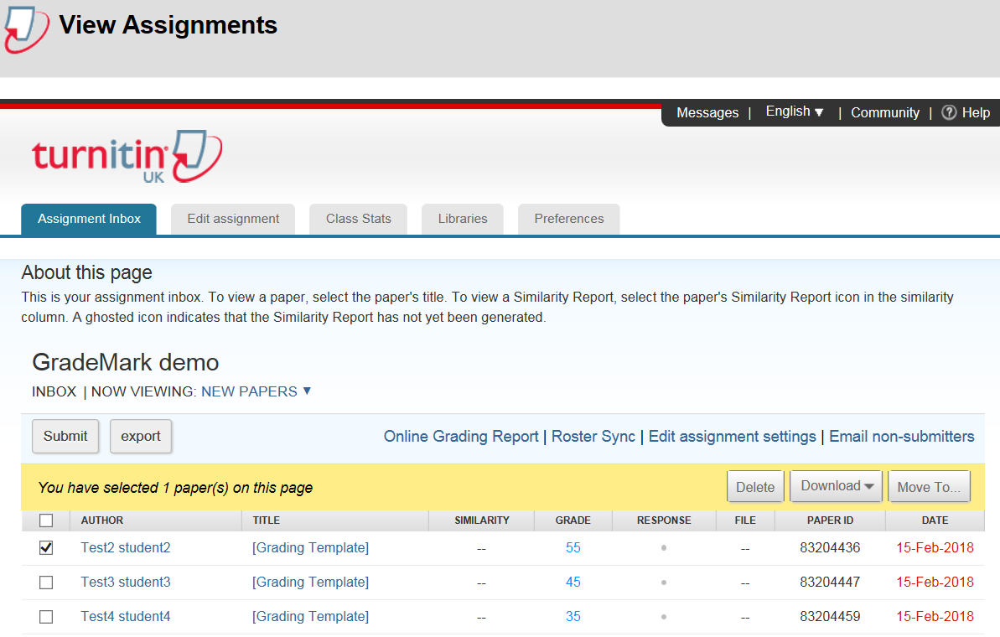 View Assignments
Messages | English ▼ | Community | ? Help
turnitin
UK
Assignment Inbox Edit assignment Class Stats Libraries Preferences
About this page
This is your assignment inbox. To view a paper, select the paper's title. To view a Similarity Report, select the paper's Similarity Report icon in the similarity
column. A ghosted icon indicates that the Similarity Report has not yet been generated.
GradeMark demo
INBOX | NOW VIEWING: NEW PAPERS ▼
Submit export Online Grading Report | Roster Sync | Edit assignment settings | Email non-submitters
You have selected 1 paper(s) on this page Delete Download Move To...
AUTHOR TITLE SIMILARITY GRADE RESPONSE FILE PAPER ID DATE
Test2 student2 [Grading Template] -- 55 -- 83204436 15-Feb-2018
Test3 student3 [Grading Template] -- 45 -- 83204447 15-Feb-2018
Test4 student4 [Grading Template] -- 35 -- 83204459 15-Feb-2018